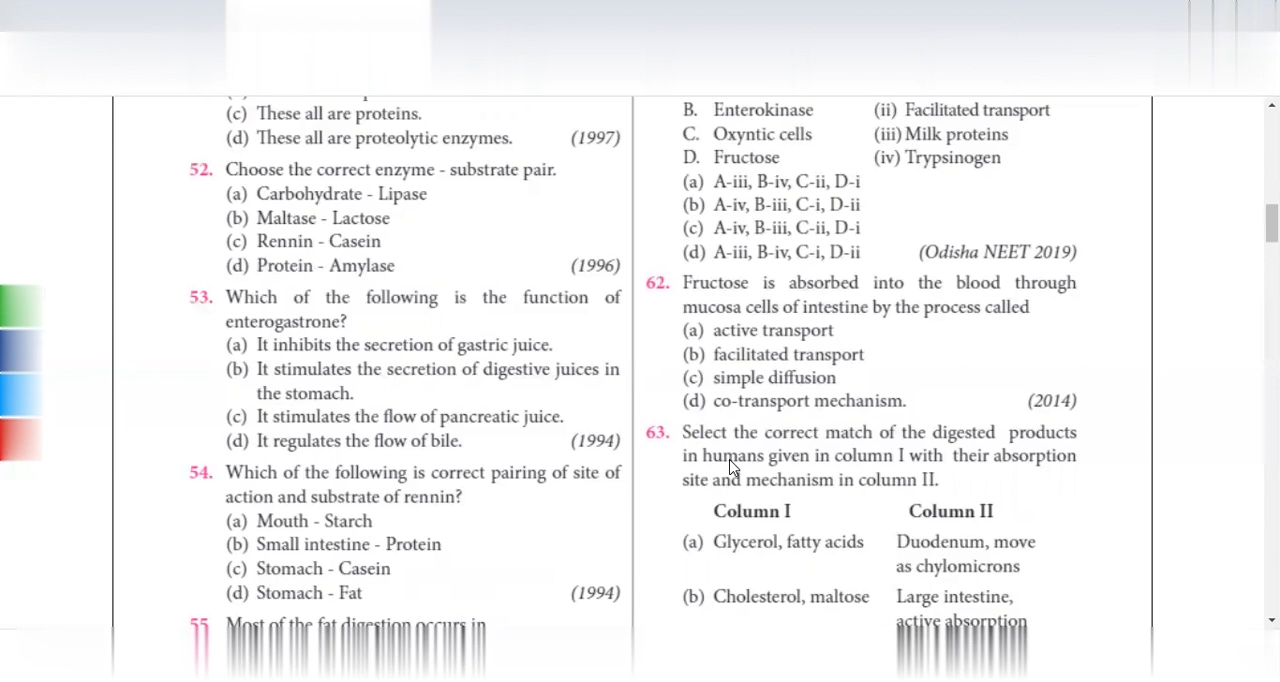 (c) These all are proteins.
(d) These all are proteolytic enzymes. (1997)
52. Choose the correct enzyme - substrate pair.
(a) Carbohydrate - Lipase
(b) Maltase - Lactose
(c) Rennin - Casein
(d) Protein - Amylase (1996)
53. Which of the following is the function of
enterogastrone?
(a) It inhibits the secretion of gastric juice.
(b) It stimulates the secretion of digestive juices in
the stomach.
(c) It stimulates the flow of pancreatic juice.
(d) It regulates the flow of bile. (1994)
54. Which of the following is correct pairing of site of
action and substrate of rennin?
(a) Mouth - Starch
(b) Small intestine - Protein
(c) Stomach - Casein
(d) Stomach - Fat (1994)
55 Most of the fat digestion occurs in
B. Enterokinase (ii) Facilitated transport
C. Oxyntic cells (iii) Milk proteins
D. Fructose (iv) Trypsinogen
(a) A-iii, B-iv, C-ii, D-i
(b) A-iv, B-iii, C-i, D-ii
(c) A-iv, B-iii, C-ii, D-i
(d) A-iii, B-iv, C-i, D-ii (Odisha NEET 2019)
62. Fructose is absorbed into the blood through
mucosa cells of intestine by the process called
(a) active transport
(b) facilitated transport
(c) simple diffusion
(d) co-transport mechanism. (2014)
63. Select the correct match of the digested products
in humans given in column I with their absorption
site and mechanism in column II.
Column I Column II
(a) Glycerol, fatty acids Duodenum, move
as chylomicrons
(b) Cholesterol, maltose Large intestine,
active absorption